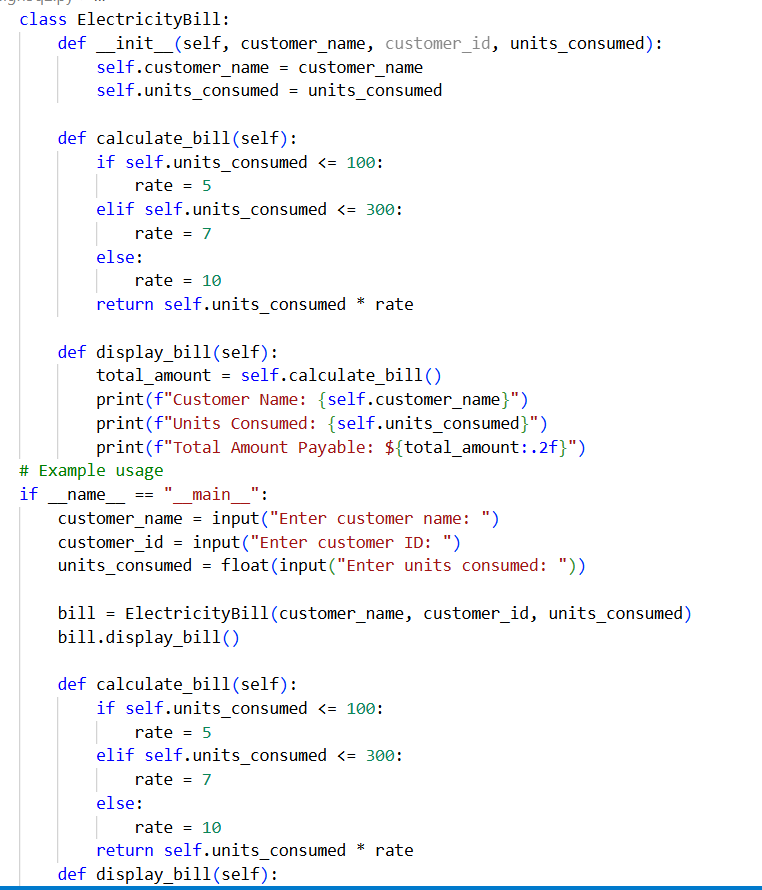 class ElectricityBill:
    def __init__(self, customer_name, customer_id, units_consumed):
        self.customer_name = customer_name
        self.units_consumed = units_consumed

    def calculate_bill(self):
        if self.units_consumed <= 100:
            rate = 5
        elif self.units_consumed <= 300:
            rate = 7
        else:
            rate = 10
        return self.units_consumed * rate

    def display_bill(self):
        total_amount = self.calculate_bill()
        print(f"Customer Name: {self.customer_name}")
        print(f"Units Consumed: {self.units_consumed}")
        print(f"Total Amount Payable: ${total_amount:.2f}")
# Example usage
if __name__ == "__main__":
    customer_name = input("Enter customer name: ")
    customer_id = input("Enter customer ID: ")
    units_consumed = float(input("Enter units consumed: "))

    bill = ElectricityBill(customer_name, customer_id, units_consumed)
    bill.display_bill()

    def calculate_bill(self):
        if self.units_consumed <= 100:
            rate = 5
        elif self.units_consumed <= 300:
            rate = 7
        else:
            rate = 10
        return self.units_consumed * rate
    def display_bill(self):